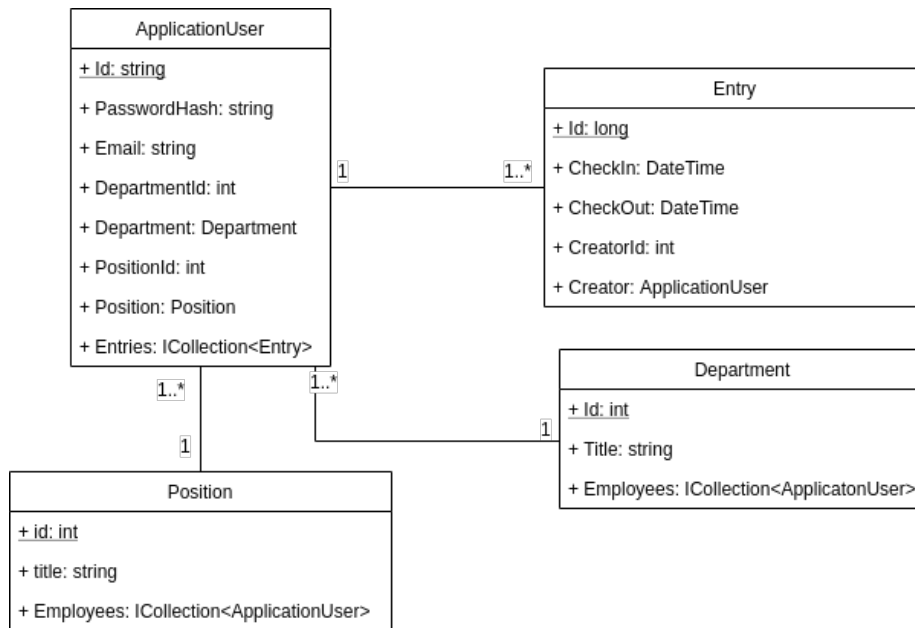 ApplicationUser
+ Id: string
+ PasswordHash: string
+ Email: string
+ DepartmentId: int
+ Department: Department
+ PositionId: int
+ Position: Position
+ Entries: ICollection<Entry>
1
1..*
Entry
+ Id: long
+ CheckIn: DateTime
+ CheckOut: DateTime
+ CreatorId: int
+ Creator: ApplicationUser
1..*
1..*
1
1
Department
+ Id: int
+ Title: string
+ Employees: ICollection<ApplicatonUser>
Position
+ id: int
+ title: string
+ Employees: ICollection<ApplicationUser>